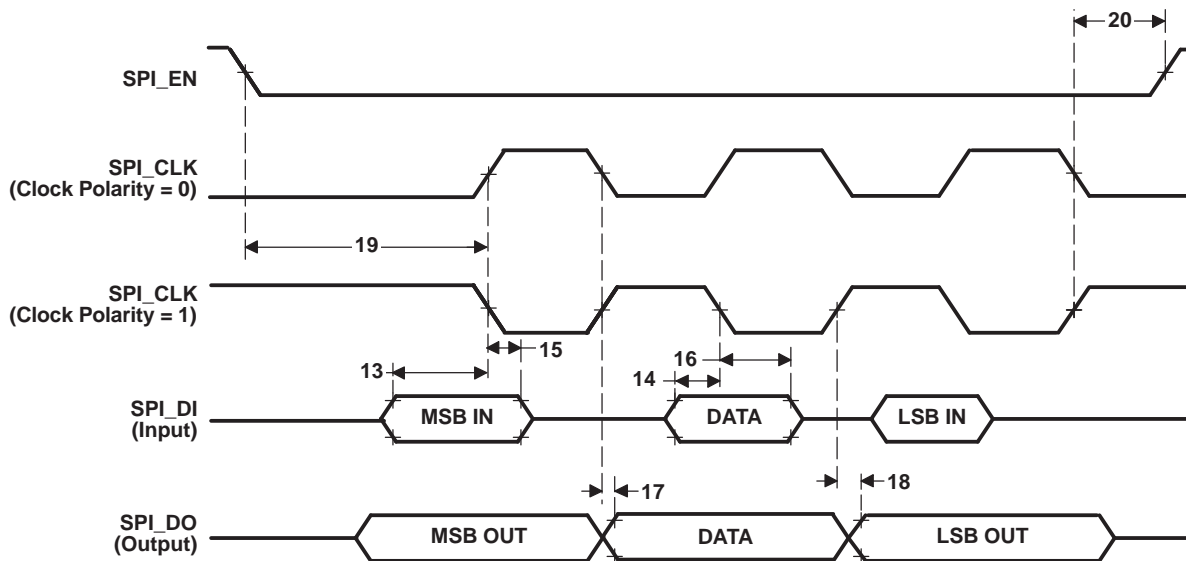 20
SPI_EN
SPI_CLK
(Clock Polarity = 0)
19
SPI_CLK
(Clock Polarity = 1)
15
16
13
14
SPI_DI
(Input)
MSB IN
DATA
LSB IN
17
18
SPI_DO
(Output)
MSB OUT
DATA
LSB OUT